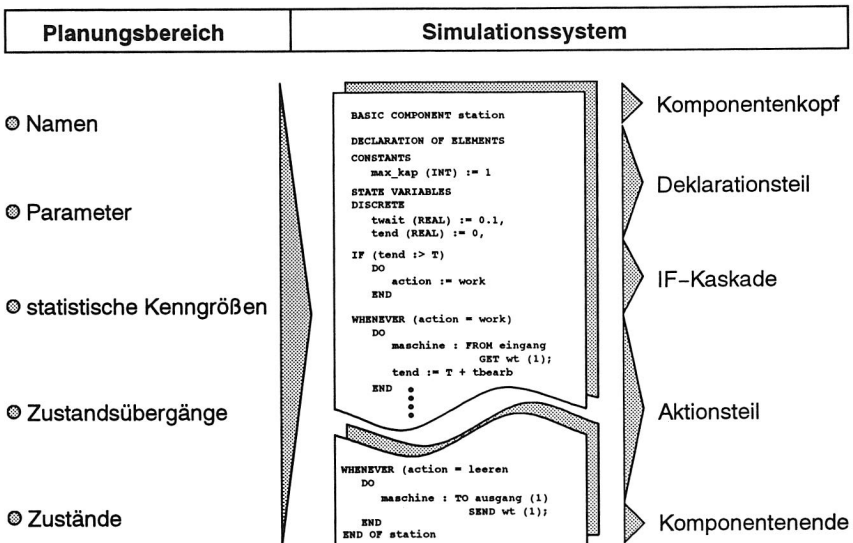 Planungsbereich
Simulationssystem
Namen
Parameter
statistische Kenngrößen
Zustandsübergänge
Zustände
BASIC COMPONENT station
DECLARATION OF ELEMENTS
CONSTANTS
max_kap (INT) := 1
STATE VARIABLES
DISCRETE
twait (REAL) := 0.1,
tend (REAL) := 0,
IF (tend :> T)
DO
action := work
END
WHENEVER (action = work)
DO
maschine : FROM eingang
GET wt (1);
tend := T + tbearb
END
WHENEVER (action = leeren
DO
maschine : TO ausgang (1)
SEND wt (1);
END
END OF station
Komponentenkopf
Deklarationsteil
IF-Kaskade
Aktionsteil
Komponentenende